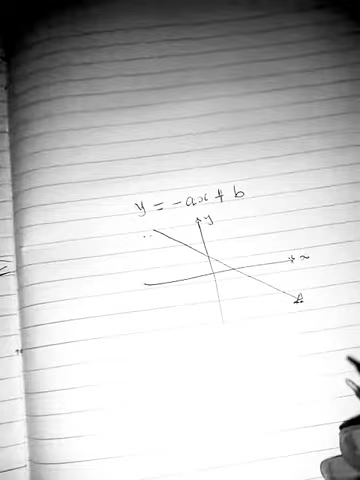 y = -ax + b
y
x